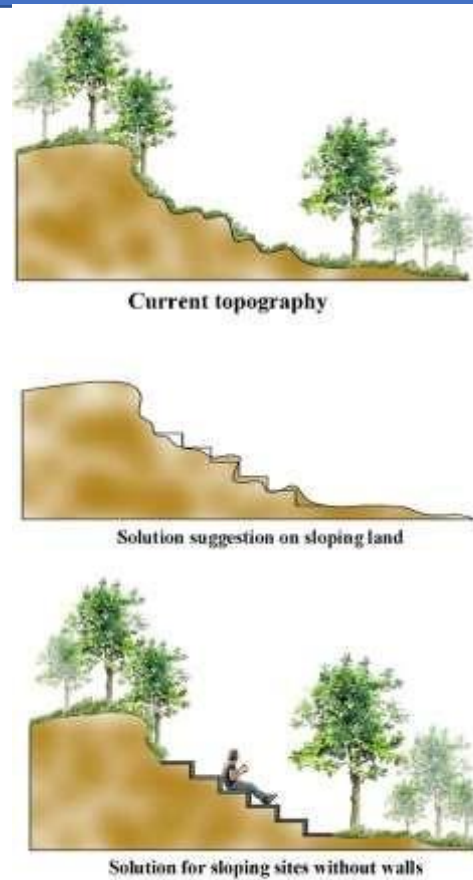 Current topography
Solution suggestion on sloping land
Solution for sloping sites without walls